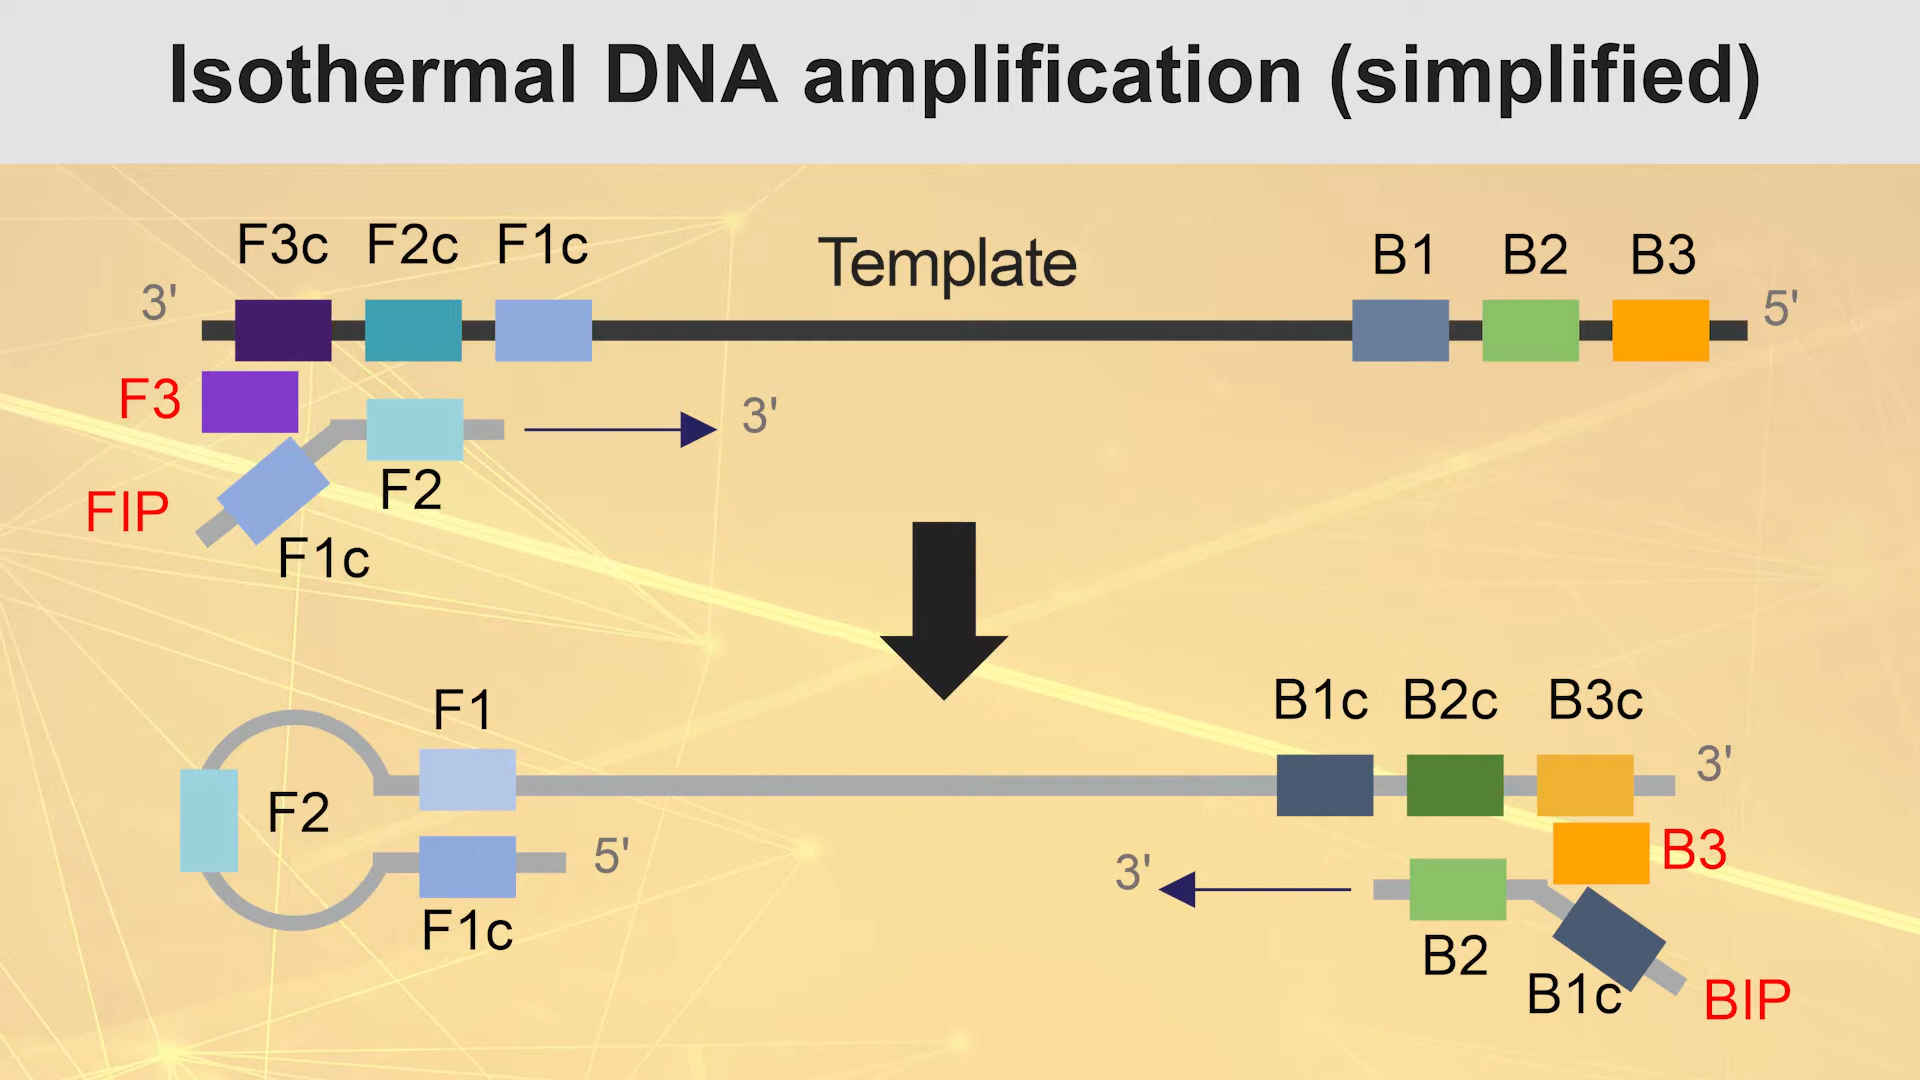 Isothermal DNA amplification (simplified)
F3c F2c F1c
Template
B1 B2 B3
3'
5'
F3
3'
F2
FIP
F1c
F1
B1c B2c B3c
3'
F2
5'
3'
B3
F1c
B2
B1c
BIP